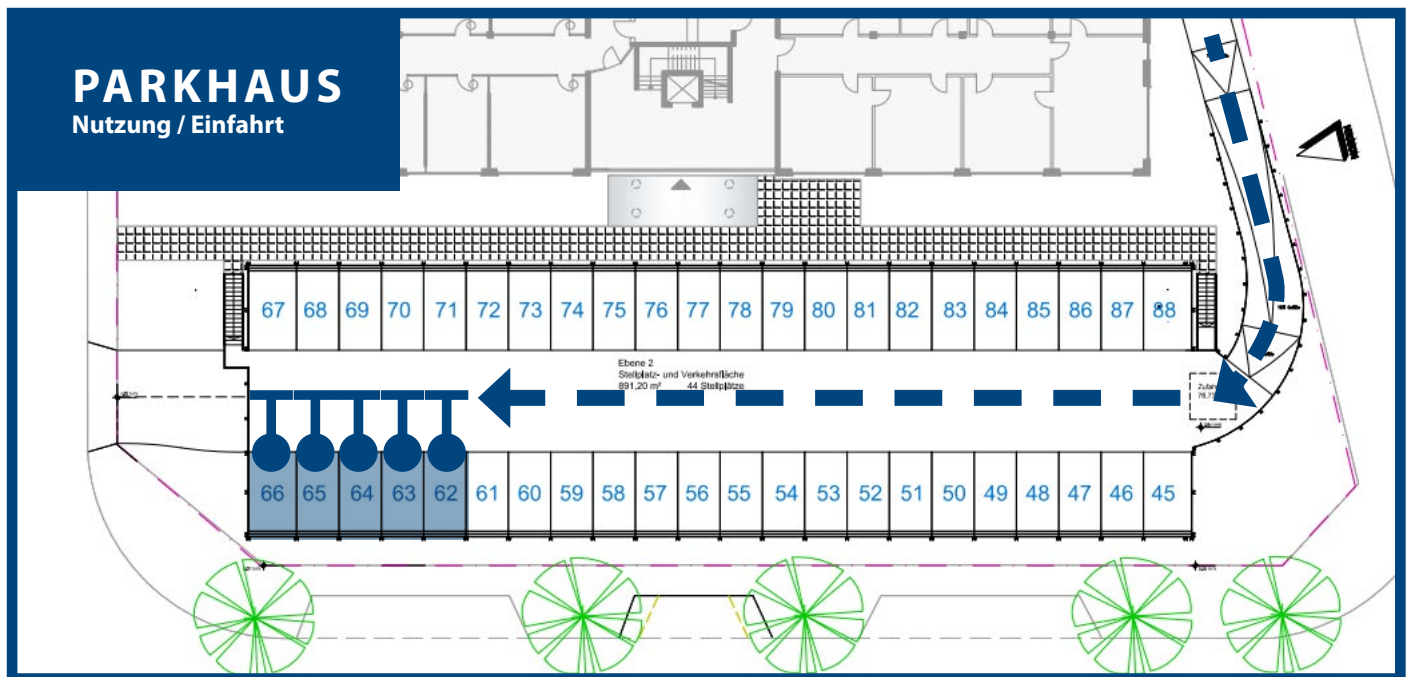 PARKHAUS
Nutzung / Einfahrt
67 68 69 70 71 72 73 74 75 76 77 78 79 80 81 82 83 84 85 86 87 88
Ebene 2
Stellplatz- und Verkehrsfläche
891,20 m² 44 Stellplätze
66 65 64 63 62 61 60 59 58 57 56 55 54 53 52 51 50 49 48 47 46 45